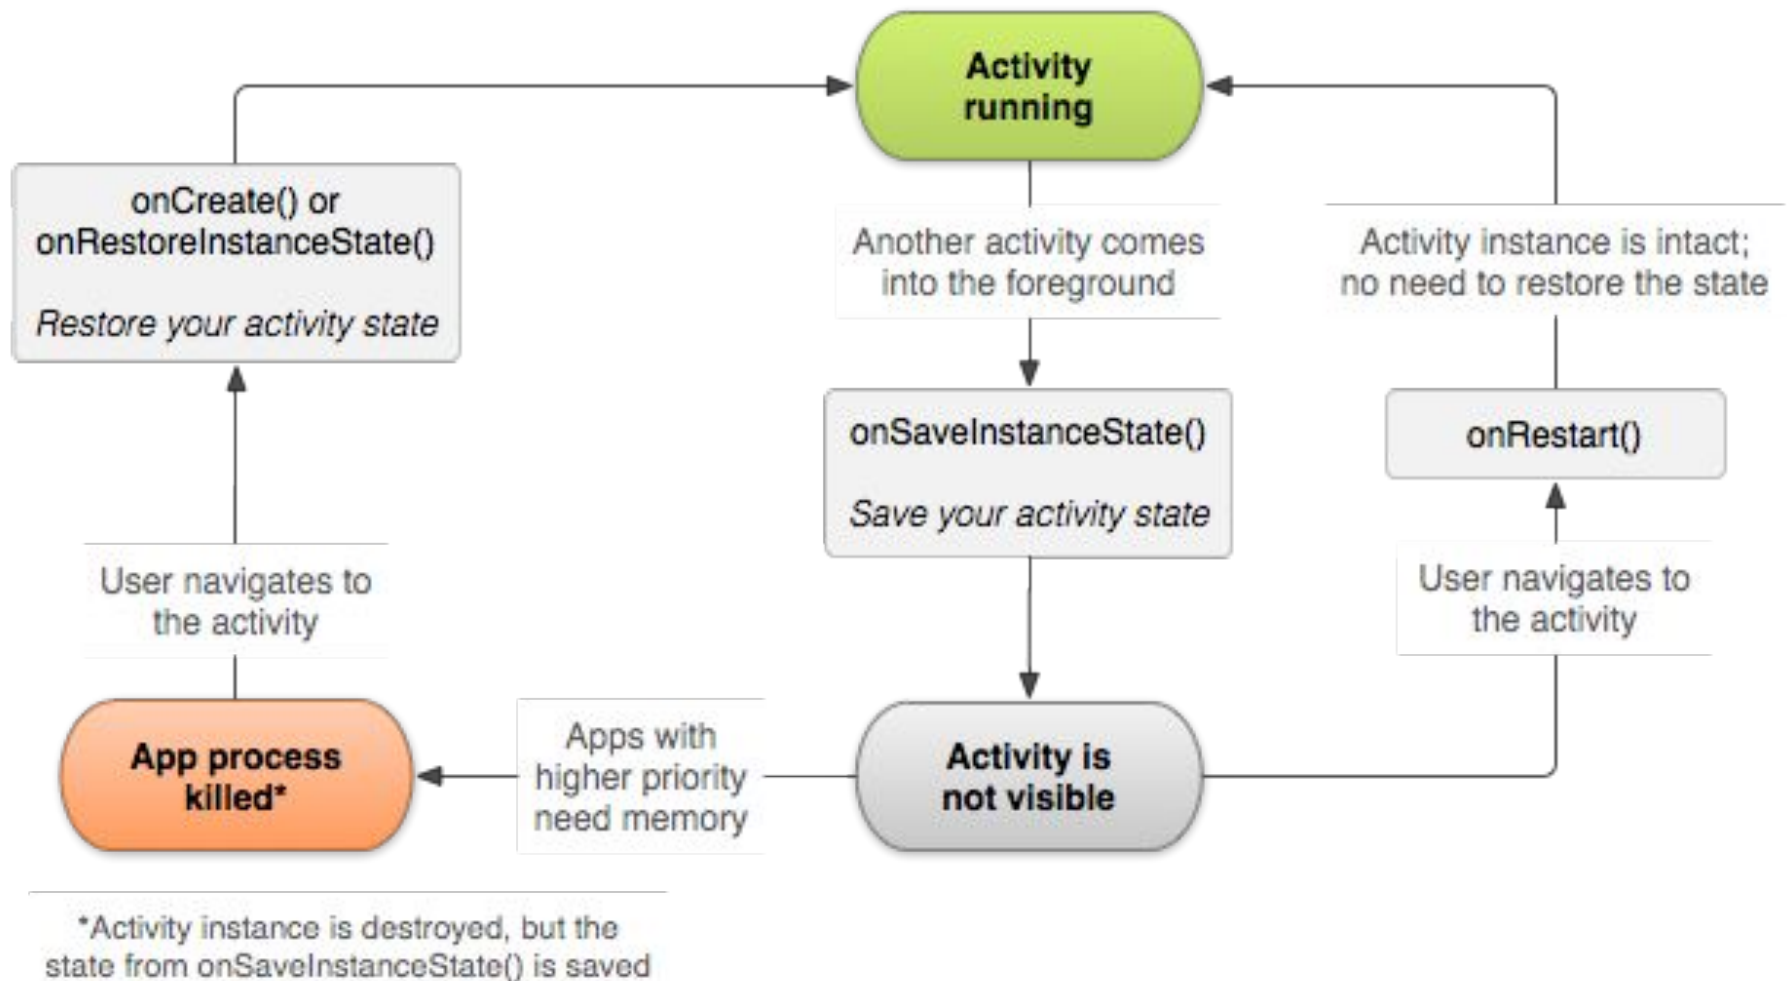 Activity
running
onCreate() or
onRestoreInstanceState()
Restore your activity state
Another activity comes
into the foreground
Activity instance is intact;
no need to restore the state
onSaveInstanceState()
Save your activity state
onRestart()
User navigates to
the activity
User navigates to
the activity
App process
killed*
Apps with
higher priority
need memory
Activity is
not visible
*Activity instance is destroyed, but the
state from onSaveInstanceState() is saved